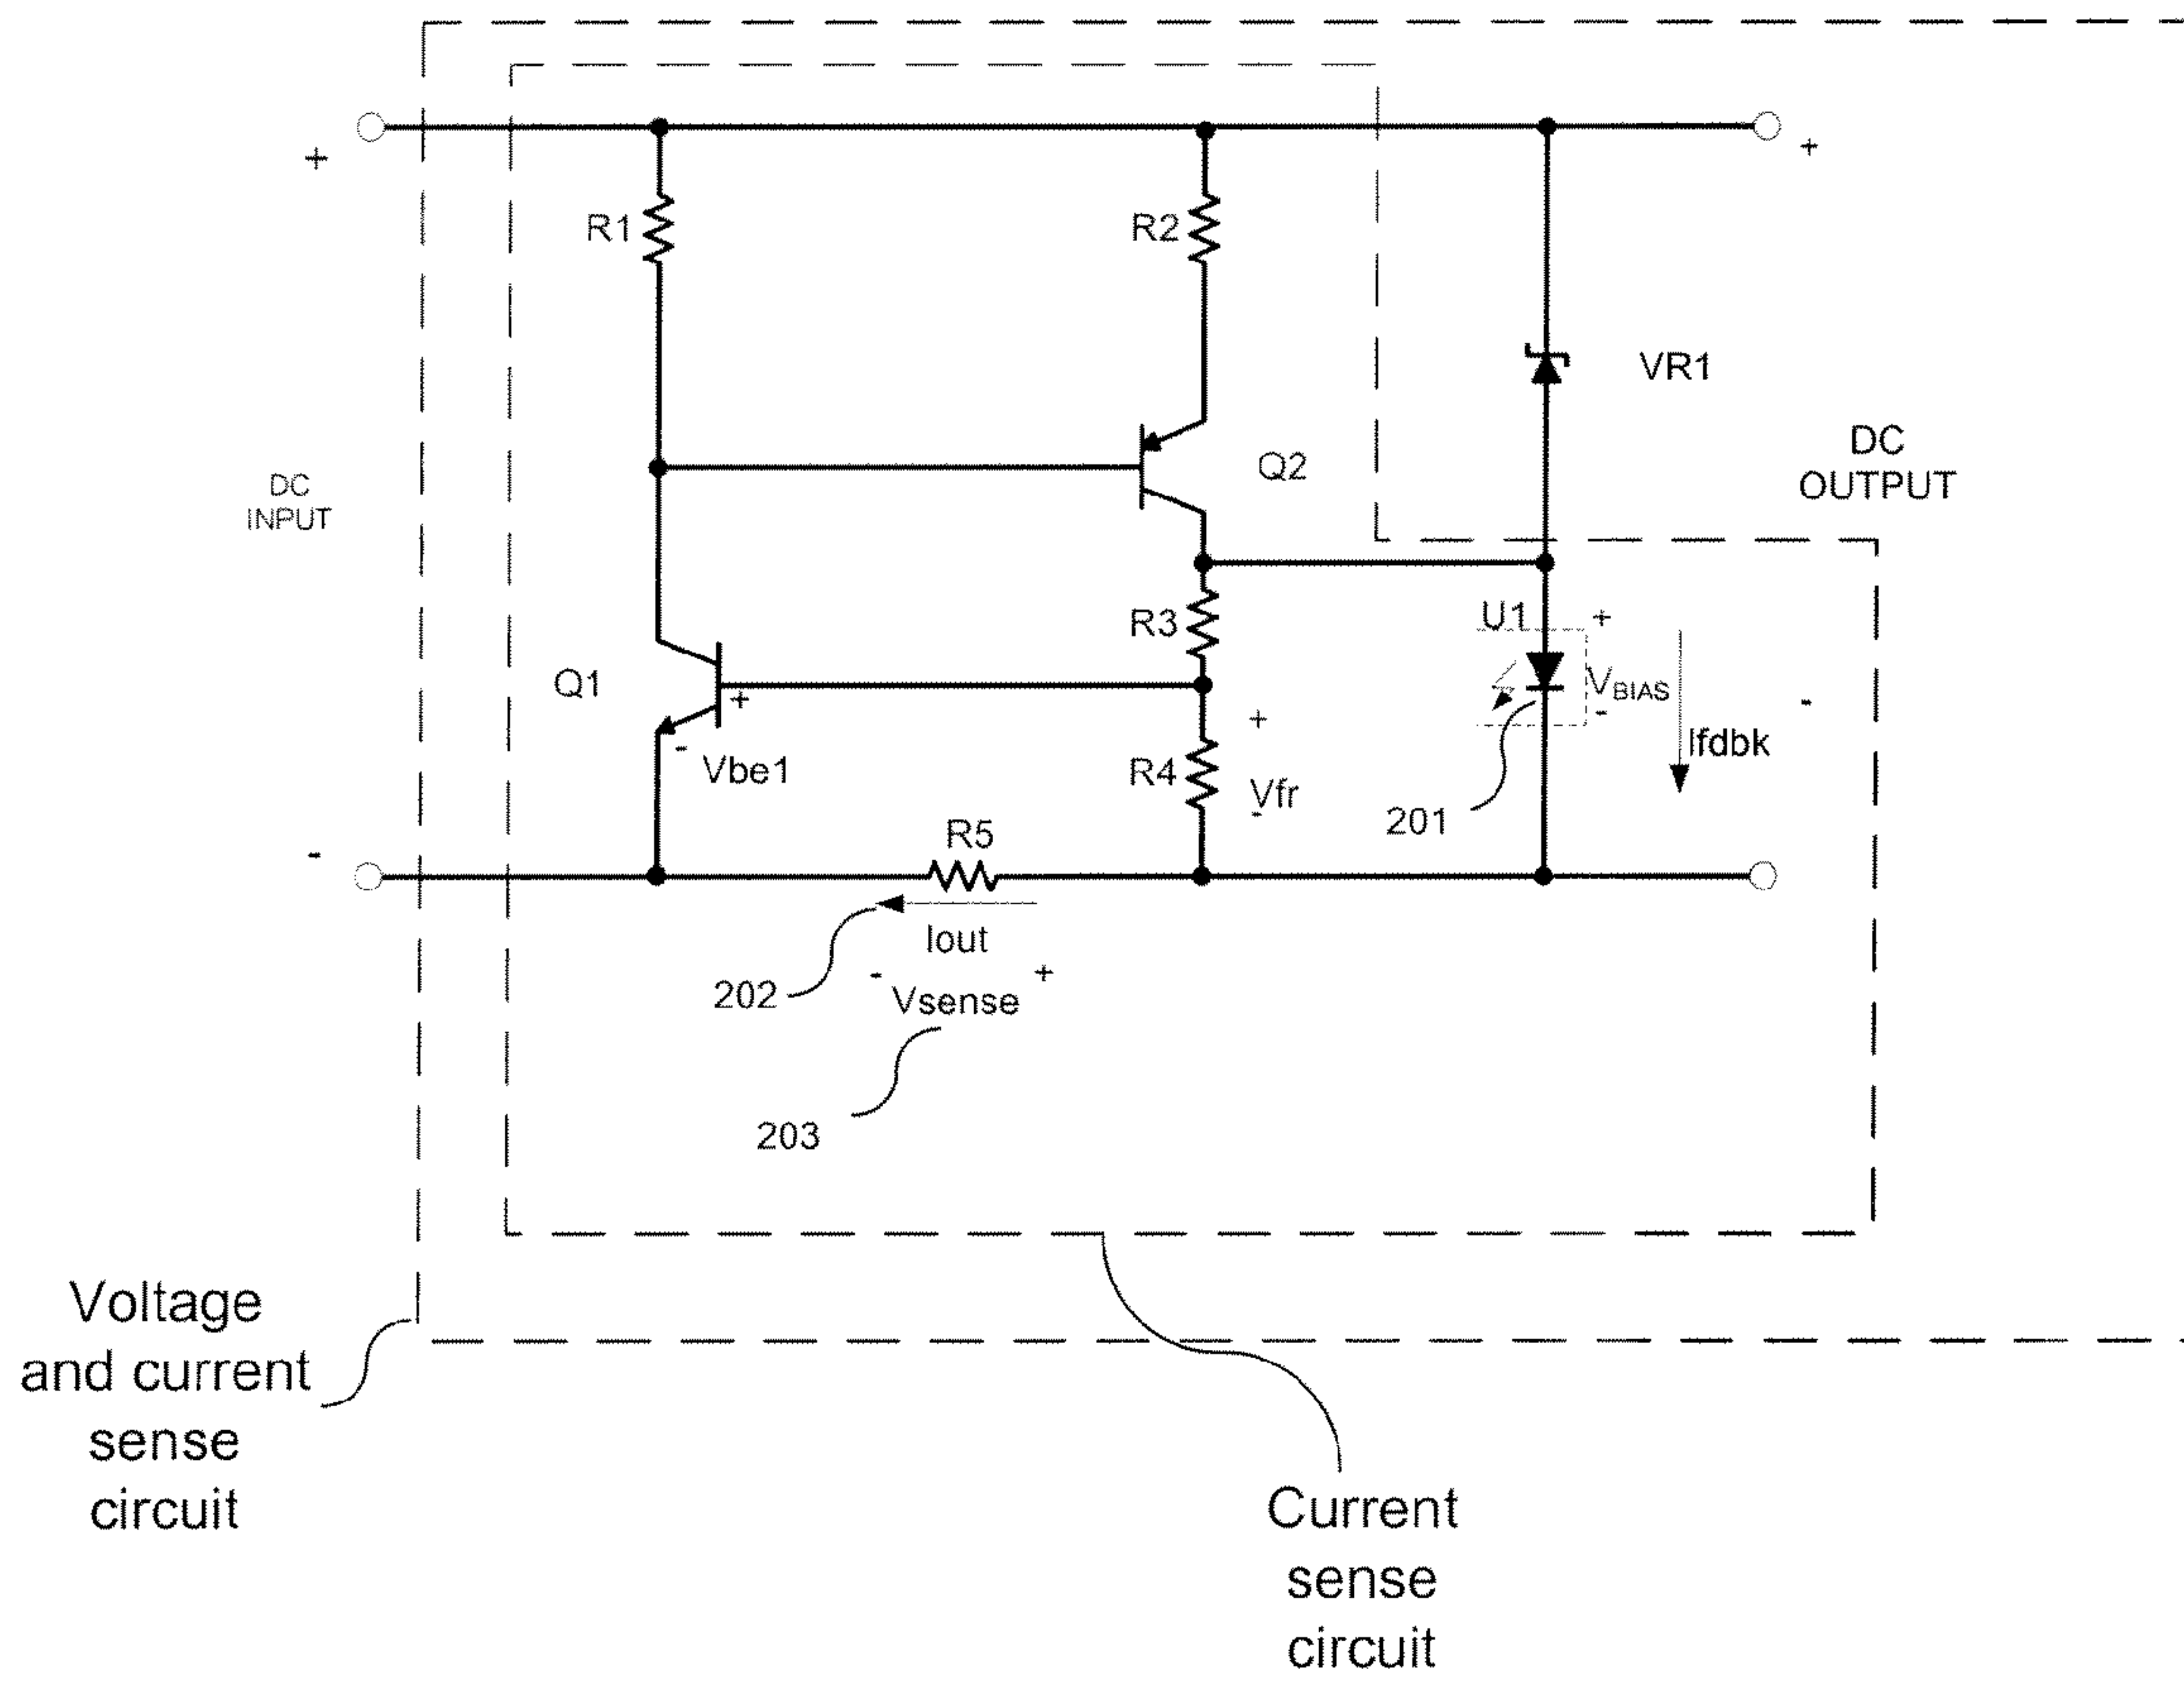 +
+
R1
R2
VR1
DC
OUTPUT
DC
INPUT
Q2
U1
+
R3
Q1
+
VBIAS
-
-
-
+
Ifdbk
Vbe1
R4
Vfr
-
201
R5
-
Iout
202
-
+
Vsense
203
Voltage
and current
sense
circuit
Current
sense
circuit